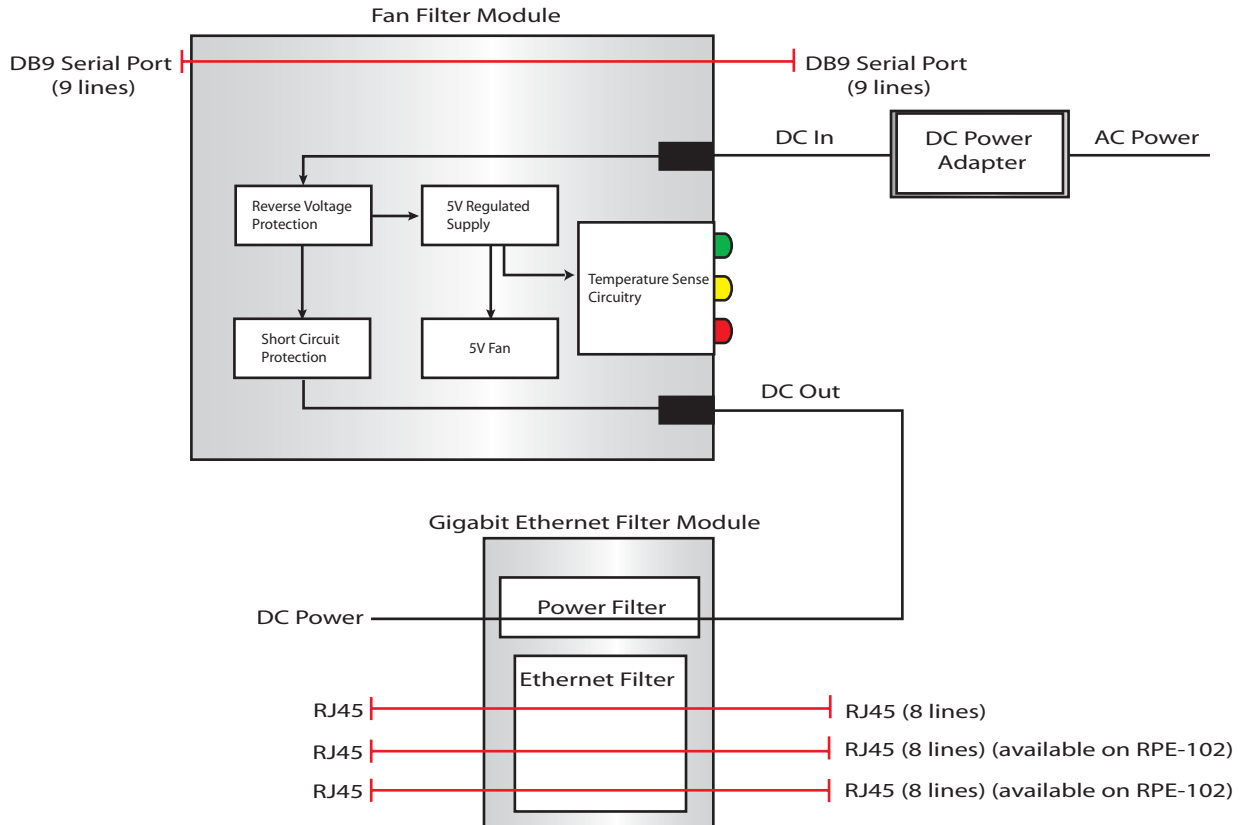 Fan Filter Module
DB9 Serial Port
(9 lines)
DB9 Serial Port
(9 lines)
DC In
DC Power
Adapter
AC Power
Reverse Voltage
Protection
5V Regulated
Supply
Temperature Sense
Circuitry
Short Circuit
Protection
5V Fan
DC Out
Gigabit Ethernet Filter Module
Power Filter
DC Power
Ethernet Filter
RJ45
RJ45 (8 lines)
RJ45
RJ45 (8 lines) (available on RPE-102)
RJ45
RJ45 (8 lines) (available on RPE-102)